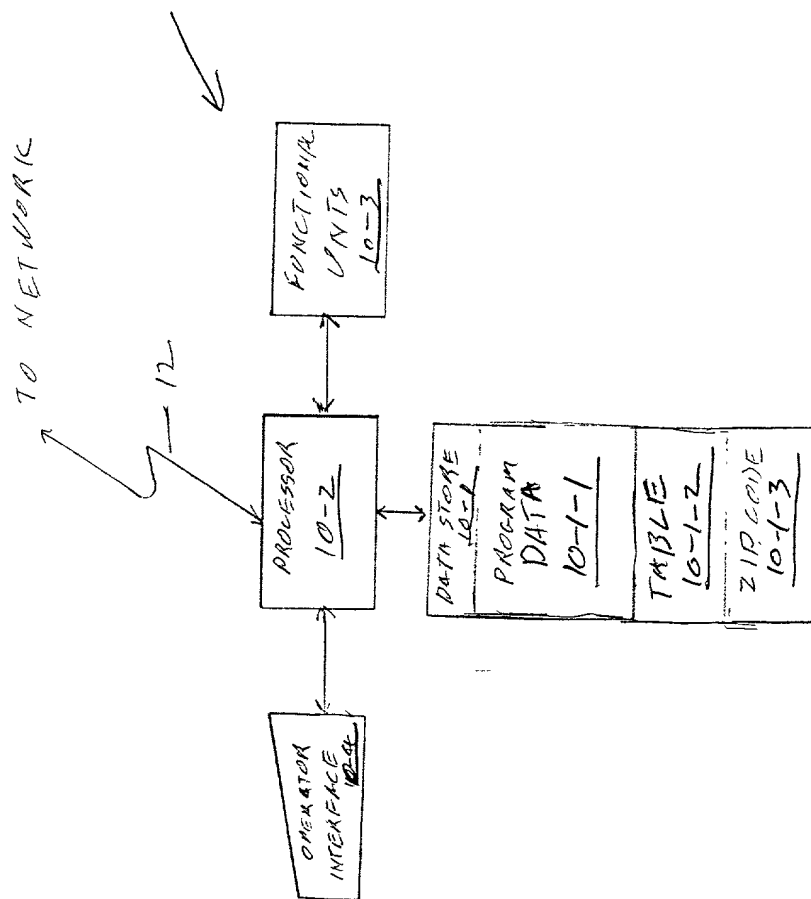 TO NETWORK
12
FUNCTIONAL
UNITS
10-3
PROCESSOR
10-2
OPERATOR
INTERFACE
10-4
DATA STORE
10-1
PROGRAM
DATA
10-1-1
TABLE
10-1-2
ZIP CODE
10-1-3